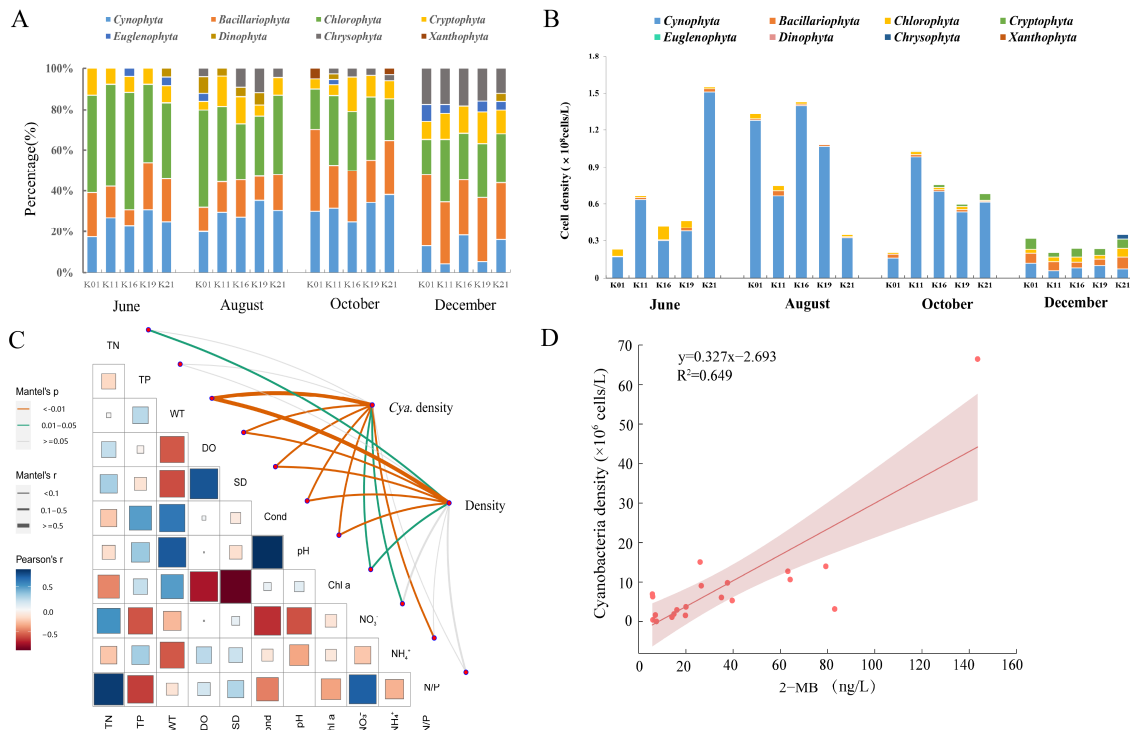 A
Cynophyta Bacillariophyta Chlorophyta Cryptophyta
Euglenophyta Dinophyta Chrysophyta Xanthophyta
Percentage(%)
100%
80%
60%
40%
20%
0%
K01 K11 K16 K19 K21 K01 K11 K16 K19 K21 K01 K11 K16 K19 K21 K01 K11 K16 K19 K21
June August October December
B
Cynophyta Bacillariophyta Chlorophyta Cryptophyta
Euglenophyta Dinophyta Chrysophyta Xanthophyta
Ceell density (×10⁸cells/L)
1.8
1.5
1.2
0.9
0.6
0.3
0
K01 K11 K16 K19 K21 K01 K11 K16 K19 K21 K01 K11 K16 K19 K21 K01 K11 K16 K19 K21
June August October December
C
TN
TP
WT
DO
SD
Cond
pH
Chl a
NO₃⁻
NH₄⁺
N/P
Cya. density
Density
Mantel's p
<-0.01
0.01−0.05
>=0.05
Mantel's r
<0.1
0.1−0.5
>=0.5
Pearson's r
0.5
0.0
−0.5
TN TP WT DO SD ond pH hl a NO₃⁻ NH₄⁺ N/P
D
y=0.327x−2.693
R²=0.649
Cyanobacteria density (×10⁶ cells/L)
70
60
50
40
30
20
10
0
0 20 40 60 80 100 120 140 160
2−MB (ng/L)